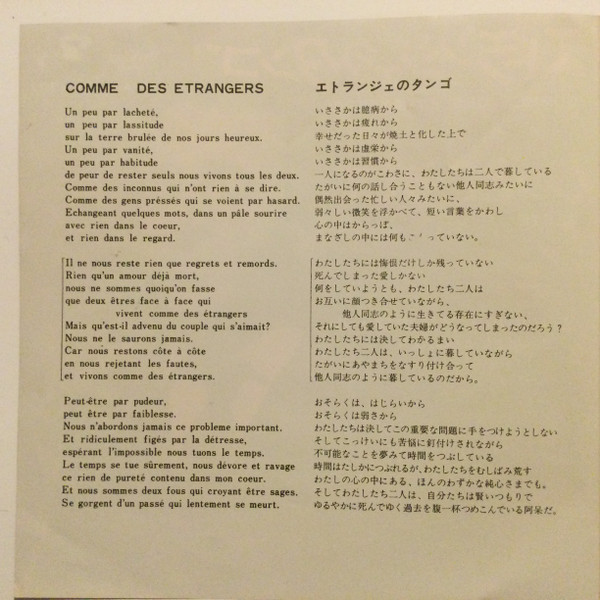 COMME DES ETRANGERS
Un peu par lacheté,
un peu par lassitude
sur la terre brulée de nos jours heureux.
Un peu par vanité,
un peu par habitude
de peur de rester seuls nous vivons tous les deux.
Comme des inconnus qui n'ont rien à se dire.
Comme des gens préssés qui se voient par hasard.
Echangeant quelques mots, dans un pâle sourire
avec rien dans le coeur,
et rien dans le regard.
Il ne nous reste rien que regrets et remords.
Rien qu'un amour déjà mort,
nous ne sommes quoiqu'on fasse
que deux êtres face à face qui
vivent comme des étrangers
Mais qu'est-il advenu du couple qui s'aimait?
Nous ne le saurons jamais.
Car nous restons côte à côte
en nous rejetant les fautes,
et vivons comme des étrangers.
Peut-être par pudeur,
peut être par faiblesse.
Nous n'abordons jamais ce probleme important.
Et ridiculement figés par la détresse,
espérant l'impossible nous tuons le temps.
Le temps se tue sûrement, nous dévore et ravage
ce rien de pureté contenu dans mon coeur.
Et nous sommes deux fous qui croyant être sages,
Se gorgent d'un passé qui lentement se meurt.
エトランジェのタンゴ
いささかは臆病から
いささかは疲れから
幸せだった日々が焼土と化した上で
いささかは虚栄から
いささかは習慣から
一人になるのがこわさに、わたしたちは二人で暮している
たがいに何の話し合うこともない他人同志みたいに
偶然出会った忙しい人々みたいに、
弱々しい微笑を浮かべて、短い言葉をかわし
心の中はからっぽ、
まなざしの中には何も っていない。
わたしたちには悔恨だけしか残っていない
死んでしまった愛しかない
何をしていようとも、わたしたち二人は
お互いに顔つき合せていながら、
他人同志のように生きてる存在にすぎない、
それにしても愛していた夫婦がどうなってしまったのだろう？
わたしたちには決してわかるまい
わたしたち二人は、いっしょに暮していながら
たがいにあやまちをなすり付け合って
他人同志のように暮しているのだから。
おそらくは、はじらいから
おそらくは弱さから
わたしたちは決してこの重要な問題に手をつけようとしない
そしてこっけいにも苦悩に釘付けされながら
不可能なことを夢みて時間をつぶしている
時間はたしかにつぶれるが、わたしたちをむしばみ荒す
わたしの心の中にある、ほんのわずかな純心さまでも。
そしてわたしたち二人は、自分たちは賢いつもりで
ゆるやかに死んでゆく過去を腹一杯つめこんでいる阿呆だ。